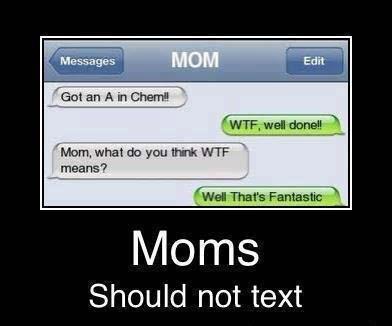 Messages MOM Edit
Got an A in Chem!!
WTF, well done!!
Mom, what do you think WTF
means?
Well That's Fantastic
Moms
Should not text